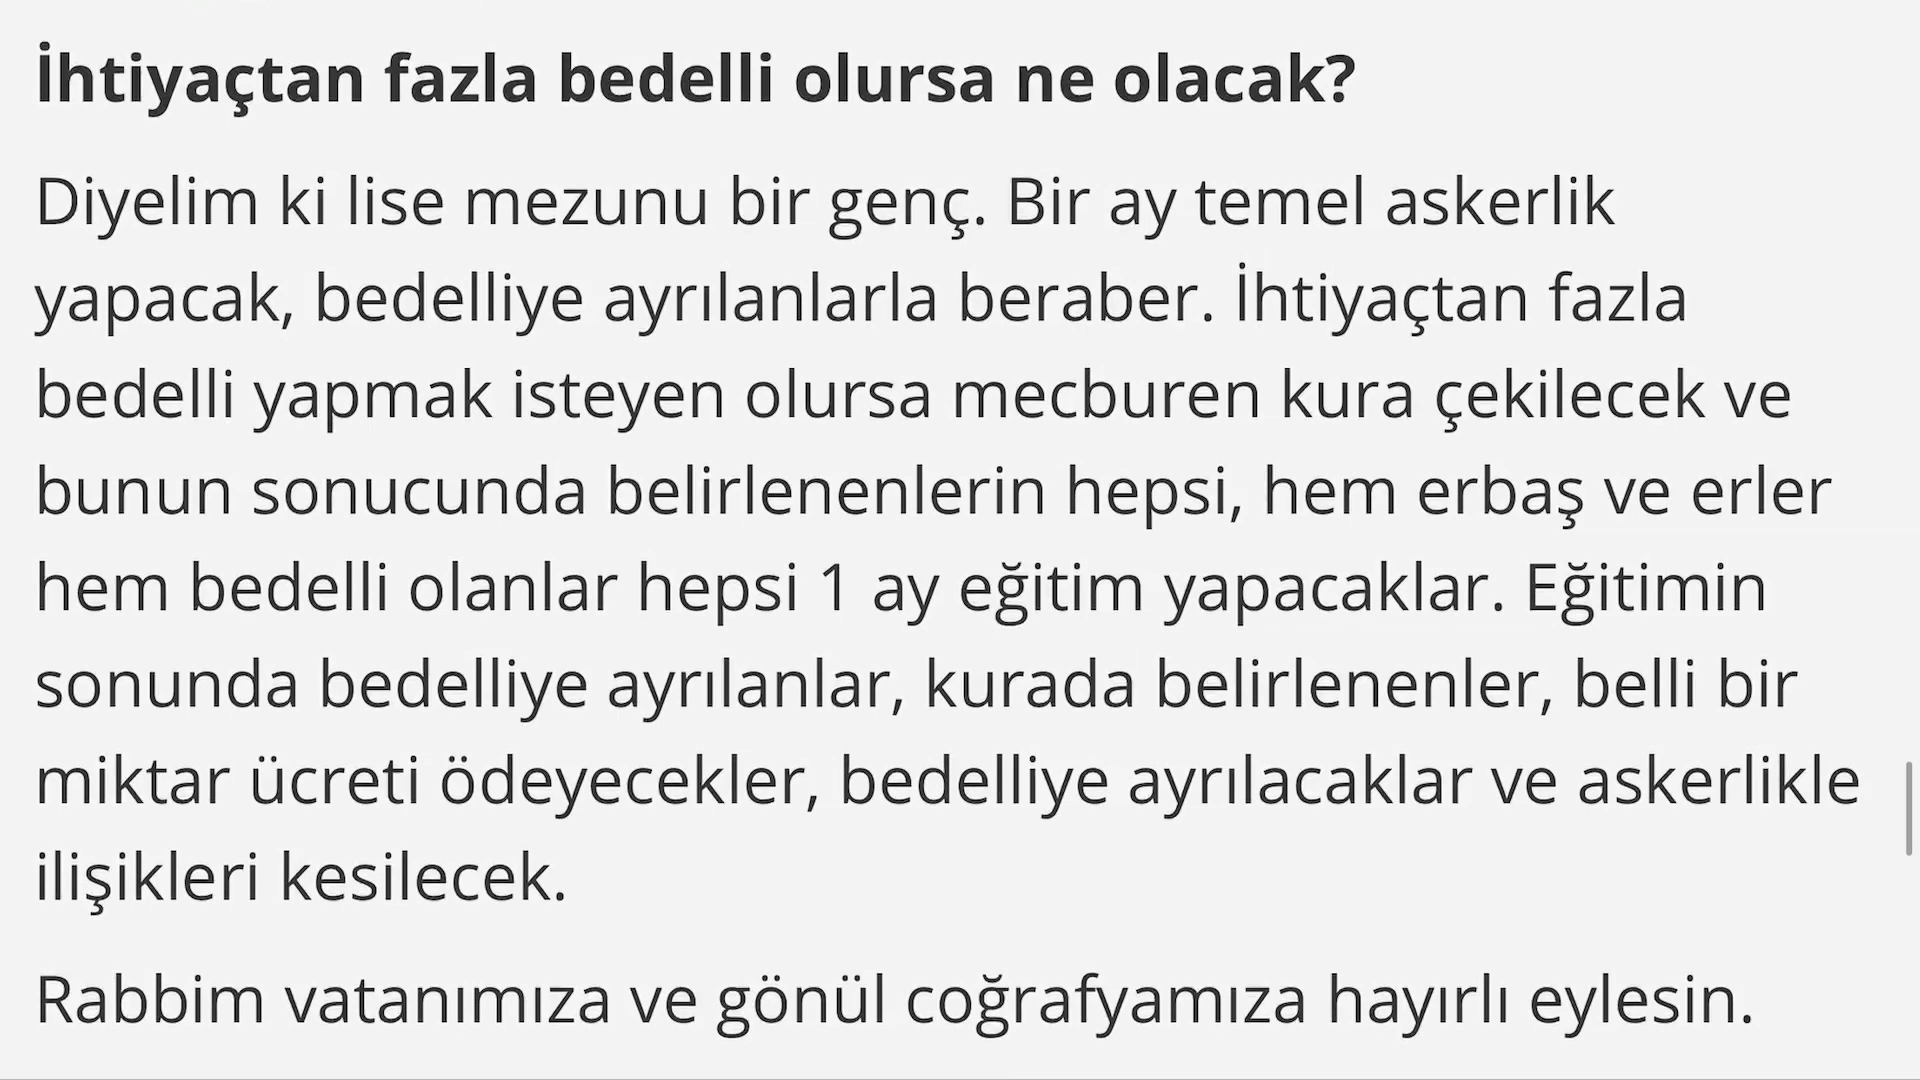 İhtiyaçtan fazla bedelli olursa ne olacak?
Diyelim ki lise mezunu bir genç. Bir ay temel askerlik
yapacak, bedelliye ayrılanlarla beraber. İhtiyaçtan fazla
bedelli yapmak isteyen olursa mecburen kura çekilecek ve
bunun sonucunda belirlenenlerin hepsi, hem erbaş ve erler
hem bedelli olanlar hepsi 1 ay eğitim yapacaklar. Eğitimin
sonunda bedelliye ayrılanlar, kurada belirlenenler, belli bir
miktar ücreti ödeyecekler, bedelliye ayrılacaklar ve askerlikle
ilişikleri kesilecek.
Rabbim vatanımıza ve gönül coğrafyamıza hayırlı eylesin.